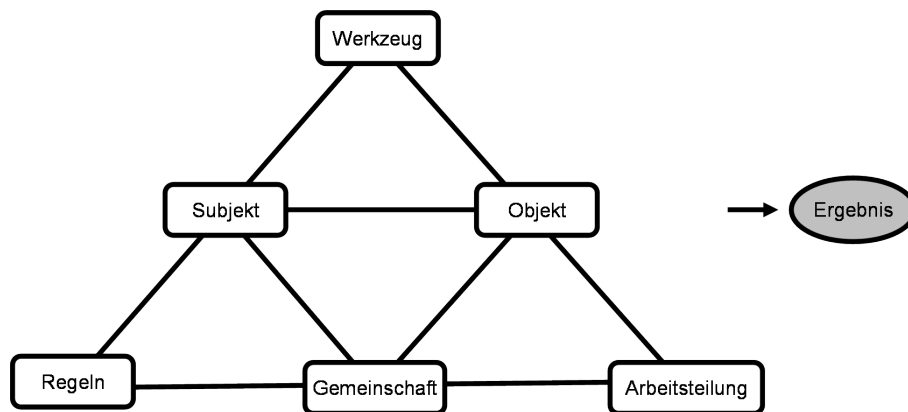 Werkzeug
Subjekt
Objekt
Ergebnis
Regeln
Gemeinschaft
Arbeitsteilung